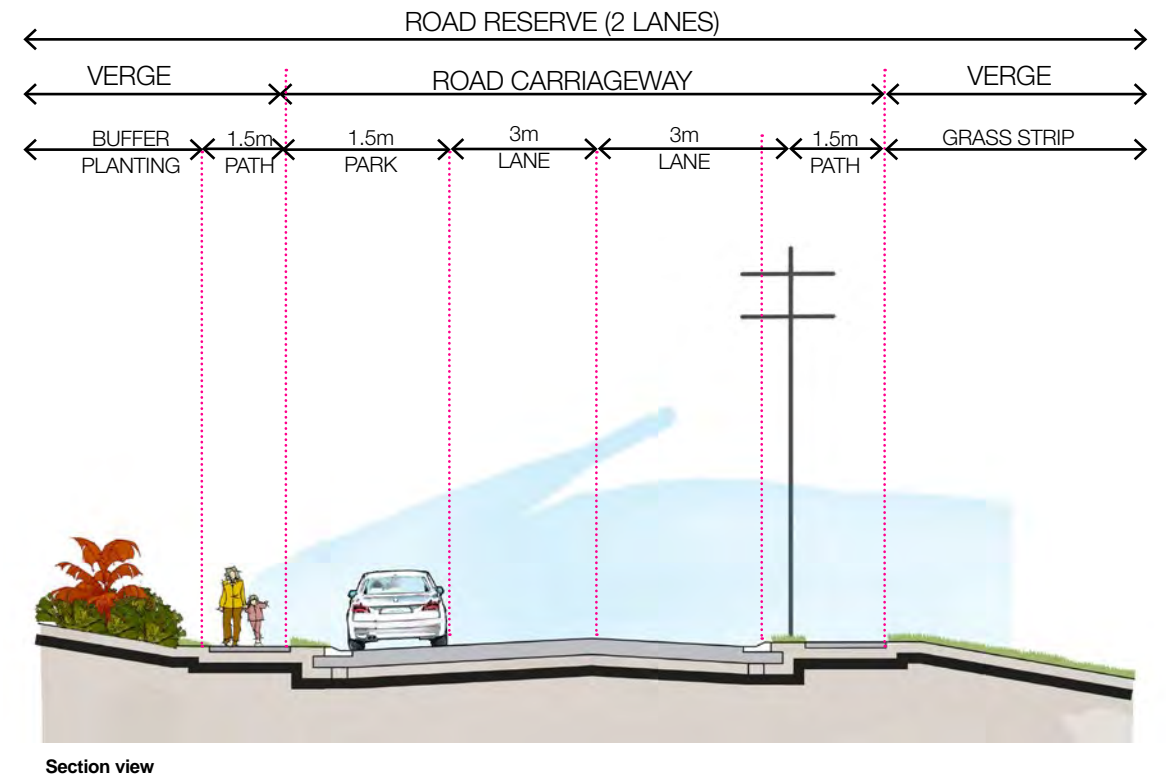 ROAD RESERVE (2 LANES)
VERGE
ROAD CARRIAGEWAY
VERGE
BUFFER
PLANTING
1.5m
PATH
1.5m
PARK
3m
LANE
3m
LANE
1.5m
PATH
GRASS STRIP
Section view